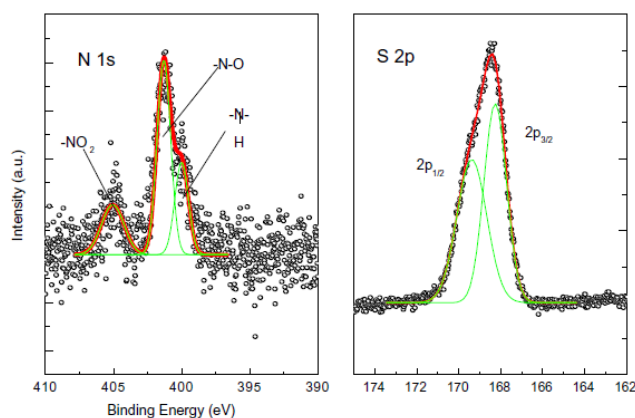 N 1s
-N-O
-N-
H
-NO2
Intensity (a.u.)
410 405 400 395 390
Binding Energy (eV)
S 2p
2p3/2
2p1/2
174 172 170 168 166 164 162